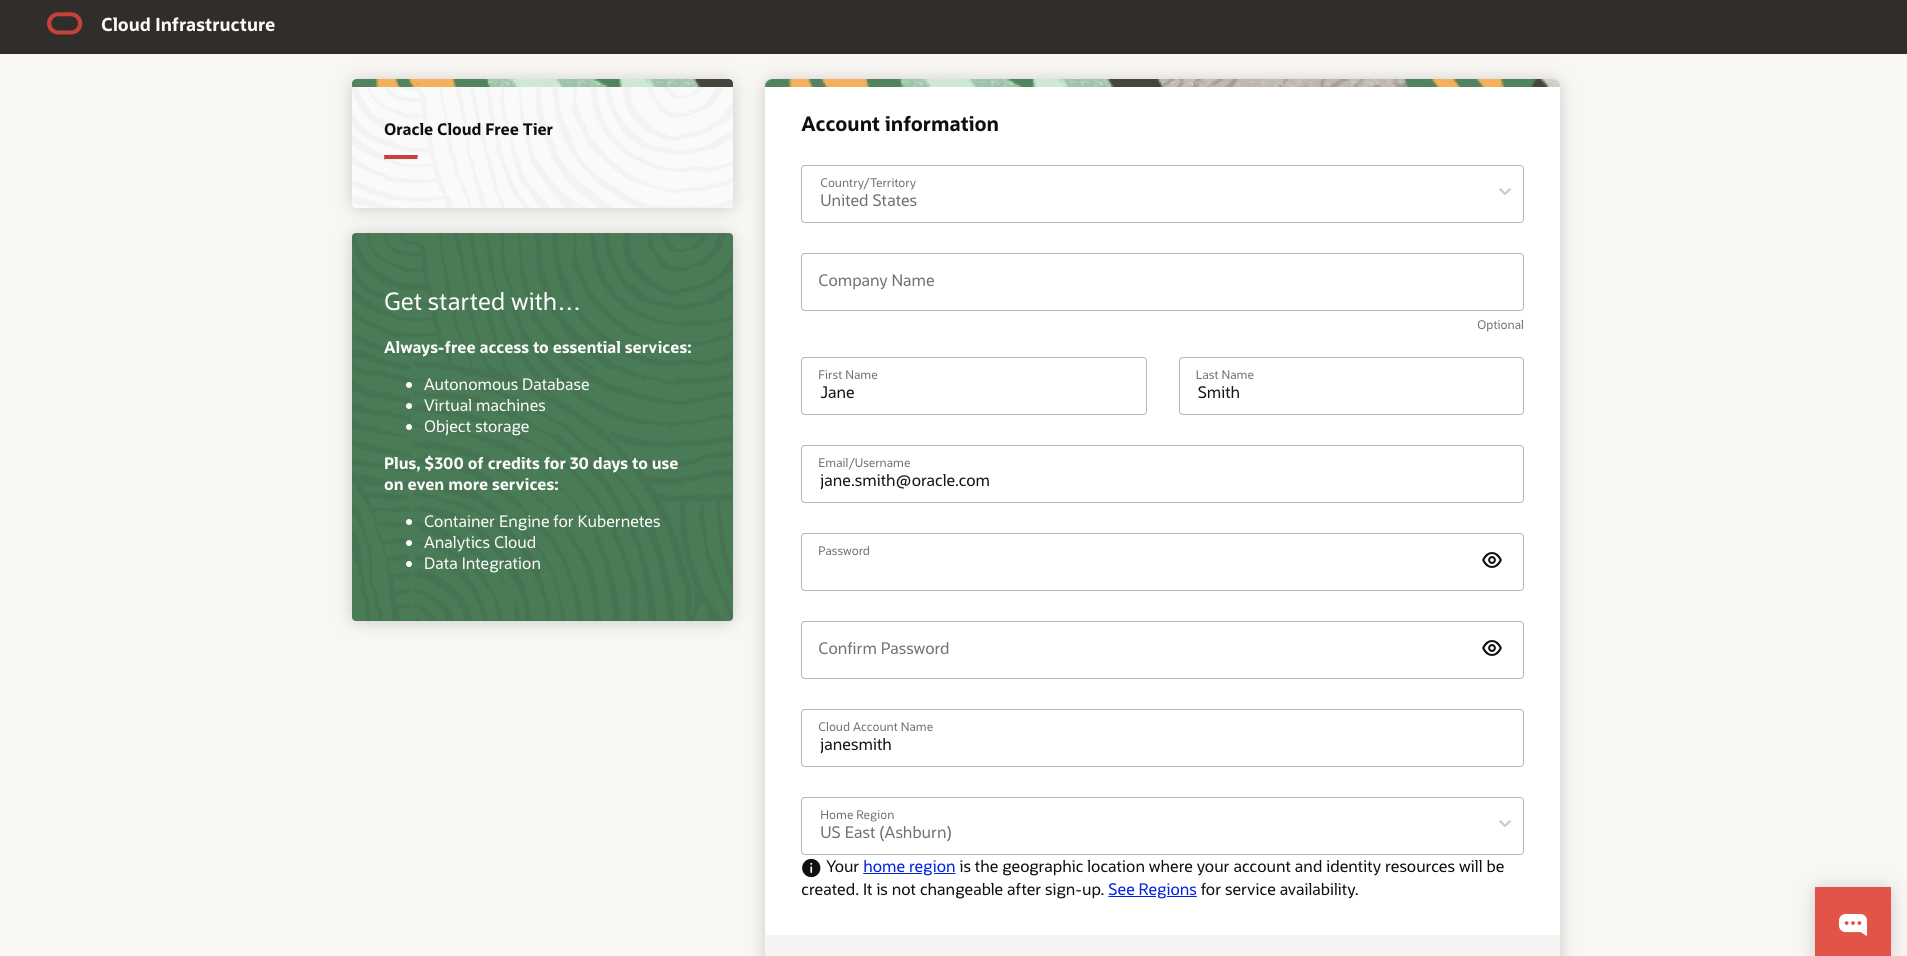 Cloud Infrastructure
Oracle Cloud Free Tier
Get started with...
Always-free access to essential services:
Autonomous Database
Virtual machines
Object storage
Plus, $300 of credits for 30 days to use
on even more services:
Container Engine for Kubernetes
Analytics Cloud
Data Integration
Account information
Country/Territory
United States
Company Name
Optional
First Name
Jane
Last Name
Smith
Email/Username
jane.smith@oracle.com
Password
Confirm Password
Cloud Account Name
janesmith
Home Region
US East (Ashburn)
Your home region is the geographic location where your account and identity resources will be
created. It is not changeable after sign-up. See Regions for service availability.